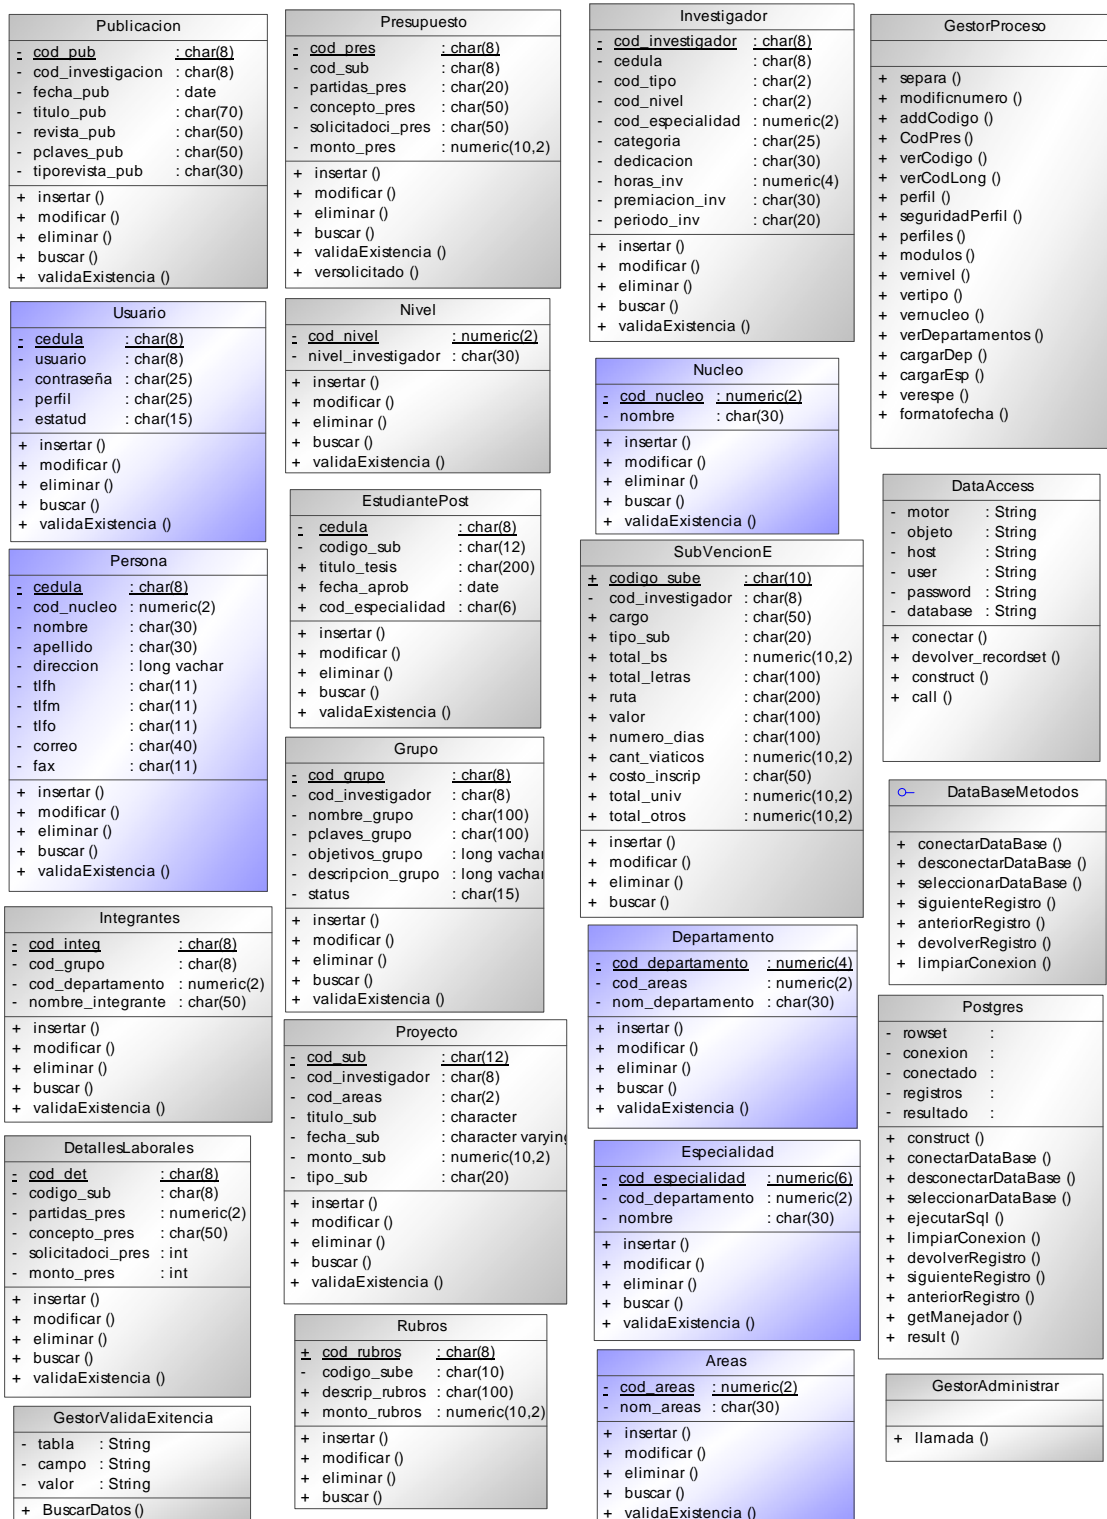 Publicacion
- cod_pub : char(8)
- cod_investigacion : char(8)
- fecha_pub : date
- titulo_pub : char(70)
- revista_pub : char(50)
- pclaves_pub : char(50)
- tiporevista_pub : char(30)
+ insertar ()
+ modificar ()
+ eliminar ()
+ buscar ()
+ validaExistencia ()
Usuario
- cedula : char(8)
- usuario : char(8)
- contraseña : char(25)
- perfil : char(25)
- estatud : char(15)
+ insertar ()
+ modificar ()
+ eliminar ()
+ buscar ()
+ validaExistencia ()
Persona
- cedula : char(8)
- cod_nucleo : numeric(2)
- nombre : char(30)
- apellido : char(30)
- direccion : long vachar
- tlfh : char(11)
- tlfm : char(11)
- tlfo : char(11)
- correo : char(40)
- fax : char(11)
+ insertar ()
+ modificar ()
+ eliminar ()
+ buscar ()
+ validaExistencia ()
Integrantes
- cod_integ : char(8)
- cod_grupo : char(8)
- cod_departamento : numeric(2)
- nombre_integrante : char(50)
+ insertar ()
+ modificar ()
+ eliminar ()
+ buscar ()
+ validaExistencia ()
DetallesLaborales
- cod_det : char(8)
- codigo_sub : char(8)
- partidas_pres : numeric(2)
- concepto_pres : char(50)
- solicitadoci_pres : int
- monto_pres : int
+ insertar ()
+ modificar ()
+ eliminar ()
+ buscar ()
+ validaExistencia ()
GestorValidaExitencia
- tabla : String
- campo : String
- valor : String
+ BuscarDatos ()
Presupuesto
- cod_pres : char(8)
- cod_sub : char(8)
- partidas_pres : char(20)
- concepto_pres : char(50)
- solicitadoci_pres : char(50)
- monto_pres : numeric(10,2)
+ insertar ()
+ modificar ()
+ eliminar ()
+ buscar ()
+ validaExistencia ()
+ versolicitado ()
Nivel
- cod_nivel : numeric(2)
- nivel_investigador : char(30)
+ insertar ()
+ modificar ()
+ eliminar ()
+ buscar ()
+ validaExistencia ()
EstudiantePost
- cedula : char(8)
- codigo_sub : char(12)
+ titulo_tesis : char(200)
+ fecha_aprob : date
+ cod_especialidad : char(6)
+ insertar ()
+ modificar ()
+ eliminar ()
+ buscar ()
+ validaExistencia ()
Grupo
- cod_grupo : char(8)
- cod_investigador : char(8)
- nombre_grupo : char(100)
- pclaves_grupo : char(100)
- objetivos_grupo : long vachar
- descripcion_grupo : long vachar
- status : char(15)
+ insertar ()
+ modificar ()
+ eliminar ()
+ buscar ()
+ validaExistencia ()
Proyecto
- cod_sub : char(12)
- cod_investigador : char(8)
- cod_areas : char(2)
- titulo_sub : character
- fecha_sub : character varying
- monto_sub : numeric(10,2)
- tipo_sub : char(20)
+ insertar ()
+ modificar ()
+ eliminar ()
+ buscar ()
+ validaExistencia ()
Rubros
+ cod_rubros : char(8)
- codigo_sube : char(10)
+ descrip_rubros : char(100)
+ monto_rubros : numeric(10,2)
+ insertar ()
+ modificar ()
+ eliminar ()
+ buscar ()
Investigador
- cod_investigador : char(8)
- cedula : char(8)
- cod_tipo : char(2)
- cod_nivel : char(2)
- cod_especialidad : numeric(2)
- categoria : char(25)
- dedicacion : char(30)
- horas_inv : numeric(4)
- premiacion_inv : char(30)
- periodo_inv : char(20)
+ insertar ()
+ modificar ()
+ eliminar ()
+ buscar ()
+ validaExistencia ()
Nucleo
- cod_nucleo : numeric(2)
- nombre : char(30)
+ insertar ()
+ modificar ()
+ eliminar ()
+ buscar ()
+ validaExistencia ()
SubVencionE
+ codigo_sube : char(10)
- cod_investigador : char(8)
+ cargo : char(50)
+ tipo_sub : char(20)
+ total_bs : numeric(10,2)
+ total_letras : char(100)
+ ruta : char(200)
+ valor : char(100)
+ numero_dias : char(100)
+ cant_viaticos : numeric(10,2)
+ costo_inscrip : char(50)
+ total_univ : numeric(10,2)
+ total_otros : numeric(10,2)
+ insertar ()
+ modificar ()
+ eliminar ()
+ buscar ()
Departamento
- cod_departamento : numeric(4)
- cod_areas : numeric(2)
- nom_departamento : char(30)
+ insertar ()
+ modificar ()
+ eliminar ()
+ buscar ()
+ validaExistencia ()
Especialidad
- cod_especialidad : numeric(6)
- cod_departamento : numeric(2)
- nombre : char(30)
+ insertar ()
+ modificar ()
+ eliminar ()
+ buscar ()
+ validaExistencia ()
Areas
- cod_areas : numeric(2)
- nom_areas : char(30)
+ insertar ()
+ modificar ()
+ eliminar ()
+ buscar ()
+ validaExistencia ()
GestorProceso
+ separa ()
+ modificnumero ()
+ addCodigo ()
+ CodPres ()
+ verCodigo ()
+ verCodLong ()
+ perfil ()
+ seguridadPerfil ()
+ perfiles ()
+ modulos ()
+ vernivel ()
+ vertipo ()
+ vernucleo ()
+ verDepartamentos ()
+ cargarDep ()
+ cargarEsp ()
+ verespe ()
+ formatofecha ()
DataAccess
- motor : String
- objeto : String
- host : String
- user : String
- password : String
- database : String
+ conectar ()
+ devolver_recordset ()
+ construct ()
+ call ()
DataBaseMetodos
+ conectarDataBase ()
+ desconectarDataBase ()
+ seleccionarDataBase ()
+ siguienteRegistro ()
+ anteriorRegistro ()
+ devolverRegistro ()
+ limpiarConexion ()
Postgres
- rowset :
- conexion :
- conectado :
- registros :
- resultado :
+ construct ()
+ conectarDataBase ()
+ desconectarDataBase ()
+ seleccionarDataBase ()
+ ejecutarSql ()
+ limpiarConexion ()
+ devolverRegistro ()
+ siguienteRegistro ()
+ anteriorRegistro ()
+ getManejador ()
+ result ()
GestorAdministrar
+ llamada ()